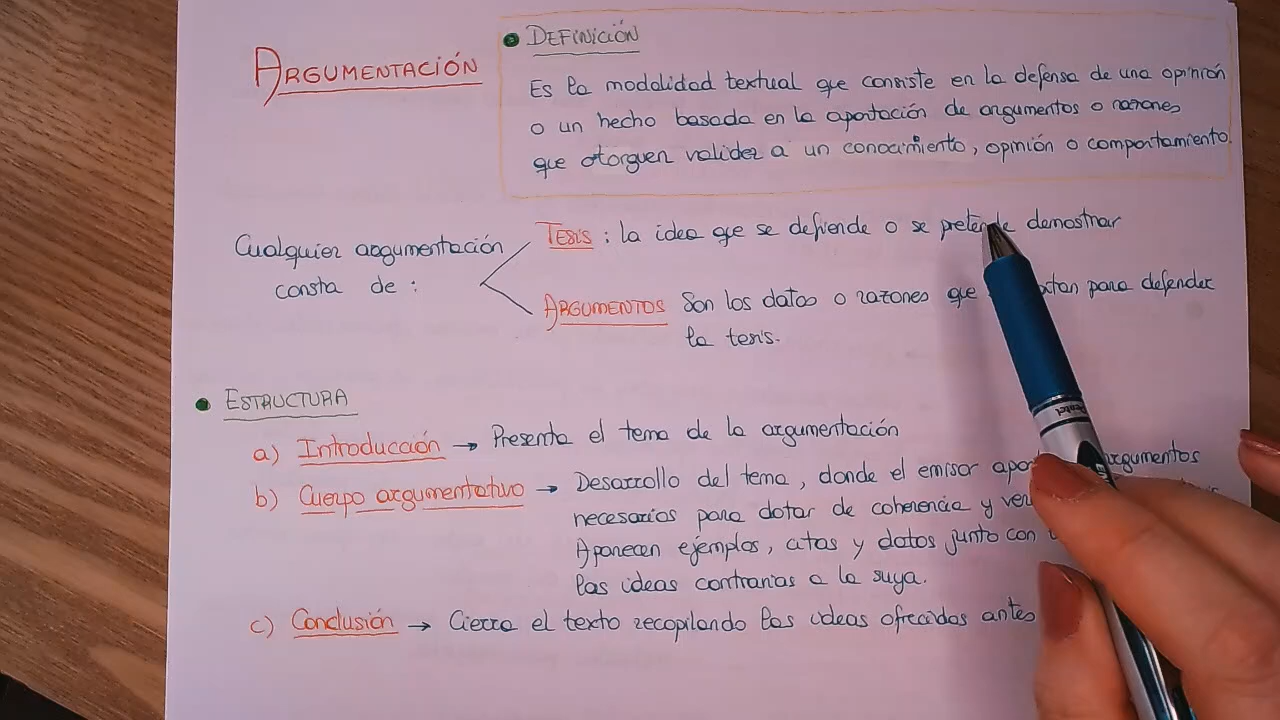 ARGUMENTACIÓN
DEFINICIÓN
Es la modalidad textual que consiste en la defensa de una opinión
o un hecho basada en la aportación de argumentos o razones
que otorguen validez a un conocimiento, opinión o comportamiento.
Cualquier argumentación
consta de :
TESIS : la idea que se defiende o se pretende demostrar
ARGUMENTOS Son los datos o razones que para defender
la tesis.
ESTRUCTURA
a) Introducción → Presenta el tema de la argumentación
b) Cuerpo argumentativo → Desarrollo del tema, donde el emisor argumentos
necesarios para dotar de coherencia y
Aparecen ejemplos, citas y datos junto con
las ideas contrarias a la suya.
c) Conclusión → Cierra el texto recopilando las ideas ofrecidas antes
Pentel